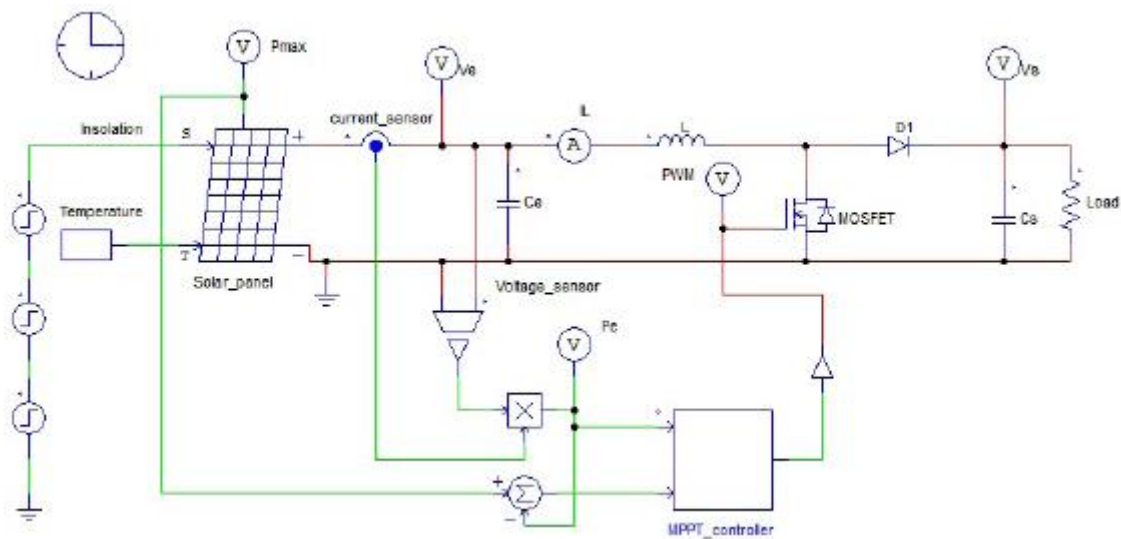 V
Pmax
V
Ve
V
Vs
Insolation
S
+
current_sensor
IL
A
L
D1
PWM
V
Temperature
Ce
MOSFET
Cs
Load
T
−
Solar_panel
Voltage_sensor
Pe
V
+
Σ
−
MPPT_controller